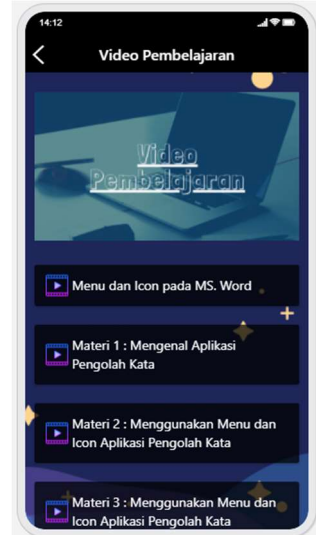 14:12
Video Pembelajaran
Video
Pembelajaran
Menu dan Icon pada MS. Word
Materi 1 : Mengenal Aplikasi
Pengolah Kata
Materi 2 : Menggunakan Menu dan
Icon Aplikasi Pengolah Kata
Materi 3 : Menggunakan Menu dan
Icon Aplikasi Pengolah Kata